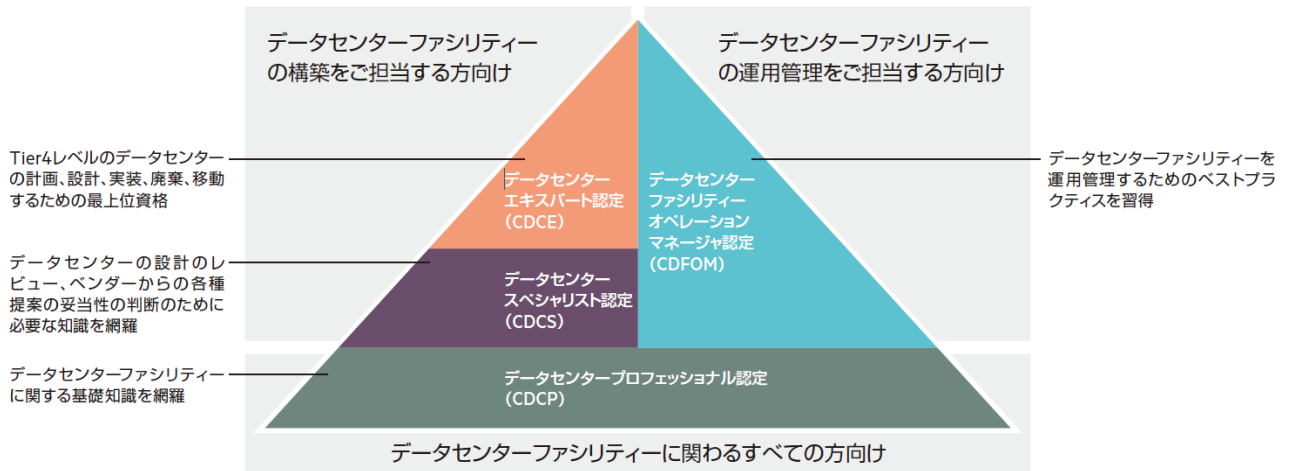 データセンターファシリティー
の構築をご担当する方向け
データセンターファシリティー
の運用管理をご担当する方向け
Tier4レベルのデータセンター
の計画、設計、実装、廃棄、移動
するための最上位資格
データセンター
エキスパート認定
(CDCE)
データセンター
ファシリティー
オペレーション
マネージャ認定
(CDFOM)
データセンターファシリティーを
運用管理するためのベストプラ
クティスを習得
データセンターの設計のレ
ビュー、ベンダーからの各種
提案の妥当性の判断のために
必要な知識を網羅
データセンター
スペシャリスト認定
(CDCS)
データセンターファシリティー
に関する基礎知識を網羅
データセンタープロフェッショナル認定
(CDCP)
データセンターファシリティーに関わるすべての方向け